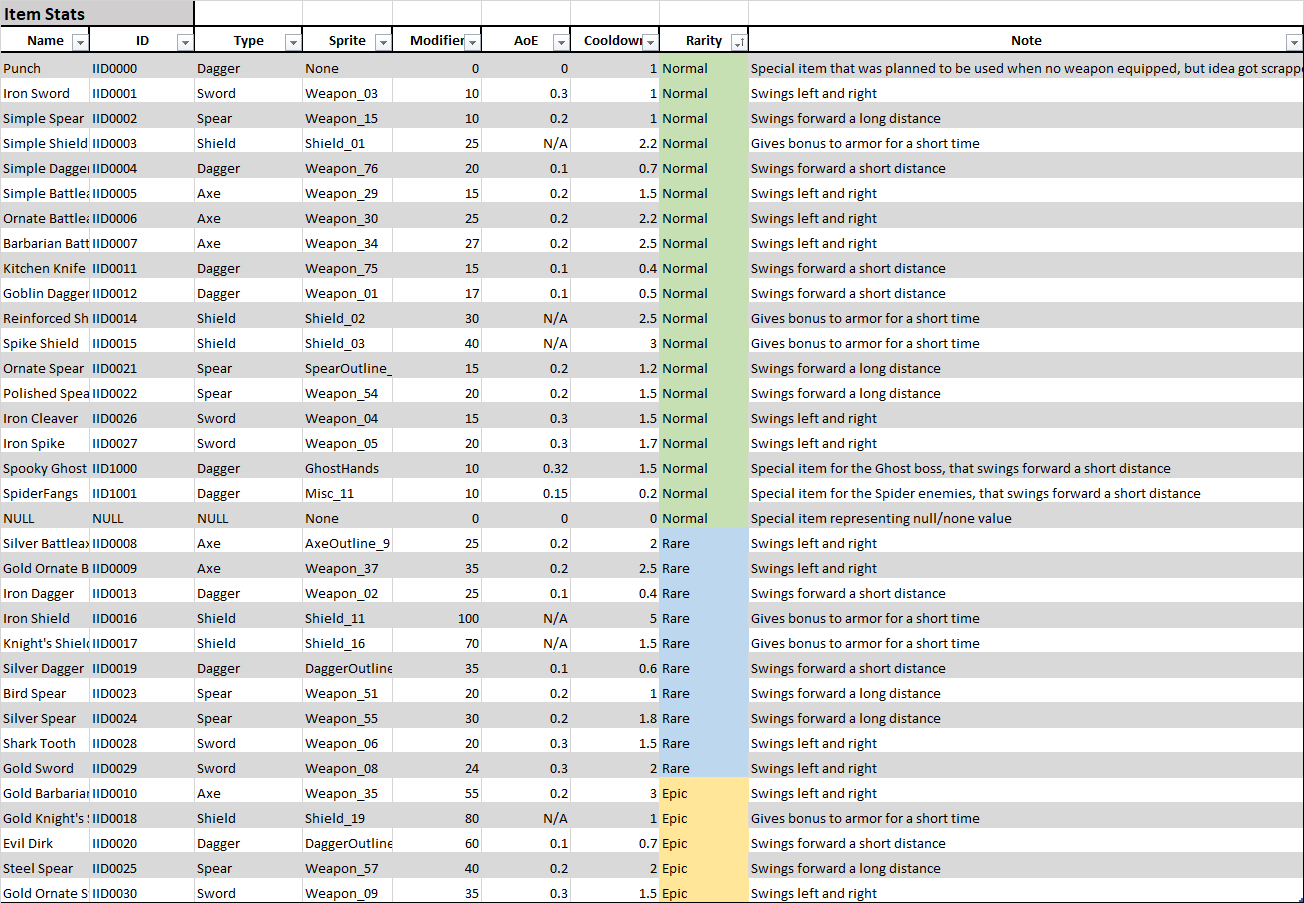 Item Stats
Name ID Type Sprite Modifier AoE Cooldown Rarity Note
Punch IID0000 Dagger None 0 0 1 Normal Special item that was planned to be used when no weapon equipped, but idea got scrapp
Iron Sword IID0001 Sword Weapon_03 10 0.3 1 Normal Swings left and right
Simple Spear IID0002 Spear Weapon_15 10 0.2 1 Normal Swings forward a long distance
Simple Shield IID0003 Shield Shield_01 25 N/A 2.2 Normal Gives bonus to armor for a short time
Simple Dagger IID0004 Dagger Weapon_76 20 0.1 0.7 Normal Swings forward a short distance
Simple Battlea IID0005 Axe Weapon_29 15 0.2 1.5 Normal Swings left and right
Ornate Battlea IID0006 Axe Weapon_30 25 0.2 2.2 Normal Swings left and right
Barbarian Batt IID0007 Axe Weapon_34 27 0.2 2.5 Normal Swings left and right
Kitchen Knife IID0011 Dagger Weapon_75 15 0.1 0.4 Normal Swings forward a short distance
Goblin Dagger IID0012 Dagger Weapon_01 17 0.1 0.5 Normal Swings forward a short distance
Reinforced Sh IID0014 Shield Shield_02 30 N/A 2.5 Normal Gives bonus to armor for a short time
Spike Shield IID0015 Shield Shield_03 40 N/A 3 Normal Gives bonus to armor for a short time
Ornate Spear IID0021 Spear SpearOutline_ 15 0.2 1.2 Normal Swings forward a long distance
Polished Spea IID0022 Spear Weapon_54 20 0.2 1.5 Normal Swings forward a long distance
Iron Cleaver IID0026 Sword Weapon_04 15 0.3 1.5 Normal Swings left and right
Iron Spike IID0027 Sword Weapon_05 20 0.3 1.7 Normal Swings left and right
Spooky Ghost IID1000 Dagger GhostHands 10 0.32 1.5 Normal Special item for the Ghost boss, that swings forward a short distance
SpiderFangs IID1001 Dagger Misc_11 10 0.15 0.2 Normal Special item for the Spider enemies, that swings forward a short distance
NULL NULL NULL None 0 0 0 Normal Special item representing null/none value
Silver Battleax IID0008 Axe AxeOutline_9 25 0.2 2 Rare Swings left and right
Gold Ornate B IID0009 Axe Weapon_37 35 0.2 2.5 Rare Swings left and right
Iron Dagger IID0013 Dagger Weapon_02 25 0.1 0.4 Rare Swings forward a short distance
Iron Shield IID0016 Shield Shield_11 100 N/A 5 Rare Gives bonus to armor for a short time
Knight's Shield IID0017 Shield Shield_16 70 N/A 1.5 Rare Gives bonus to armor for a short time
Silver Dagger IID0019 Dagger DaggerOutline 35 0.1 0.6 Rare Swings forward a short distance
Bird Spear IID0023 Spear Weapon_51 20 0.2 1 Rare Swings forward a long distance
Silver Spear IID0024 Spear Weapon_55 30 0.2 1.8 Rare Swings forward a long distance
Shark Tooth IID0028 Sword Weapon_06 20 0.3 1.5 Rare Swings left and right
Gold Sword IID0029 Sword Weapon_08 24 0.3 2 Rare Swings left and right
Gold Barbarian IID0010 Axe Weapon_35 55 0.2 3 Epic Swings left and right
Gold Knight's S IID0018 Shield Shield_19 80 N/A 1 Epic Gives bonus to armor for a short time
Evil Dirk IID0020 Dagger DaggerOutline 60 0.1 0.7 Epic Swings forward a short distance
Steel Spear IID0025 Spear Weapon_57 40 0.2 2 Epic Swings forward a long distance
Gold Ornate S IID0030 Sword Weapon_09 35 0.3 1.5 Epic Swings left and right